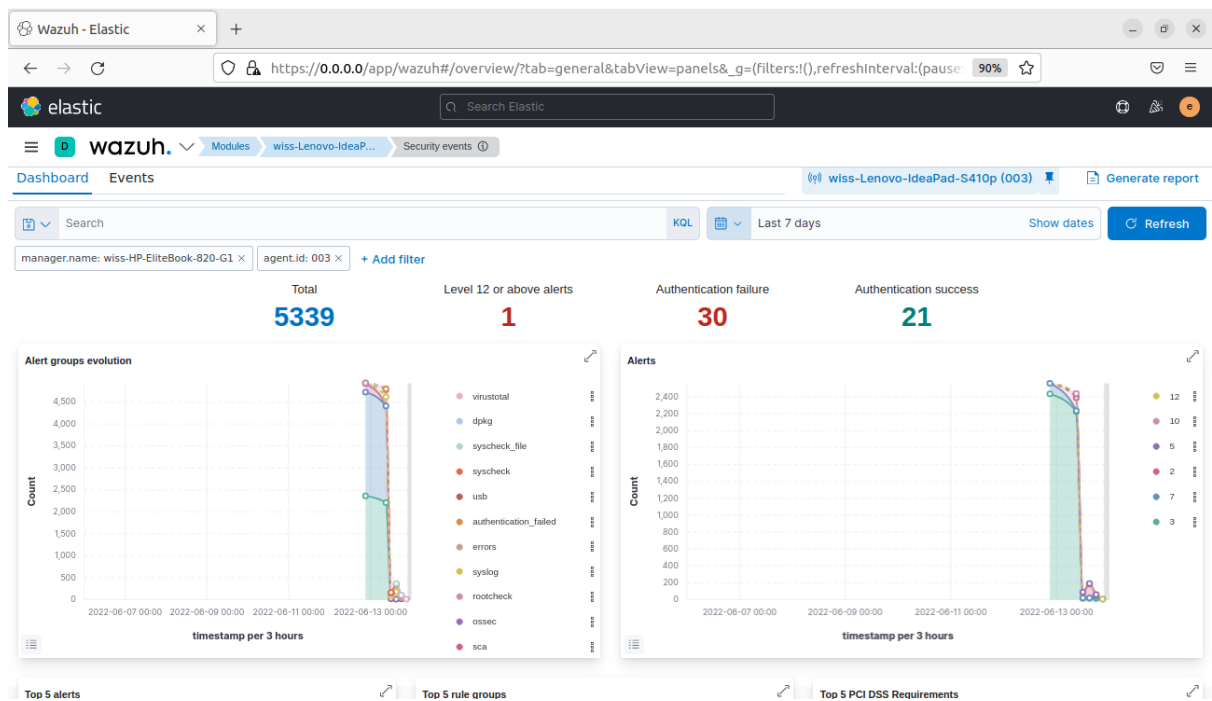 Wazuh - Elastic × +
https://0.0.0.0/app/wazuh#/overview/?tab=general&tabView=panels&_g=(filters:!(),refreshInterval:(pause: 90%
elastic Search Elastic e
D wazuh. Modules wiss-Lenovo-IdeaP... Security events
Dashboard Events wiss-Lenovo-IdeaPad-S410p (003) Generate report
Search KQL Last 7 days Show dates Refresh
manager.name: wiss-HP-EliteBook-820-G1 × agent.id: 003 × + Add filter
Total Level 12 or above alerts Authentication failure Authentication success
5339 1 30 21
Alert groups evolution
Count
4,500
4,000
3,500
3,000
2,500
2,000
1,500
1,000
500
0
2022-06-07 00:00 2022-06-09 00:00 2022-06-11 00:00 2022-06-13 00:00
timestamp per 3 hours
virustotal
dpkg
syscheck_file
syscheck
usb
authentication_failed
errors
syslog
rootcheck
ossec
sca
Alerts
Count
2,400
2,200
2,000
1,800
1,600
1,400
1,200
1,000
800
600
400
200
0
2022-06-07 00:00 2022-06-09 00:00 2022-06-11 00:00 2022-06-13 00:00
timestamp per 3 hours
12
10
5
2
7
3
Top 5 alerts Top 5 rule groups Top 5 PCI DSS Requirements